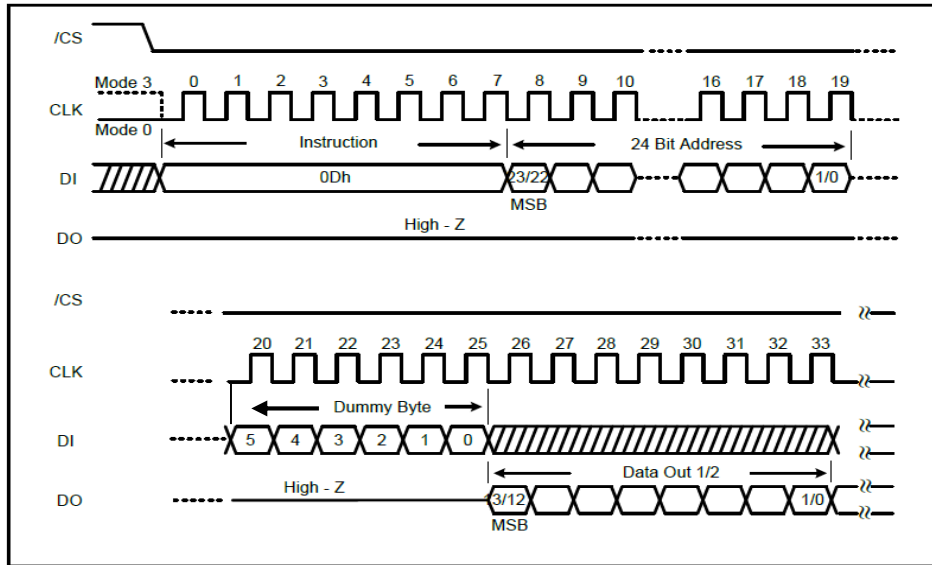 /CS
Mode 3 0 1 2 3 4 5 6 7 8 9 10 16 17 18 19
CLK
Mode 0 Instruction 24 Bit Address
DI 0Dh 23/22 1/0
MSB
High - Z
DO
/CS
20 21 22 23 24 25 26 27 28 29 30 31 32 33
CLK
Dummy Byte
DI 5 4 3 2 1 0
Data Out 1/2
High - Z
DO 13/12 1/0
MSB